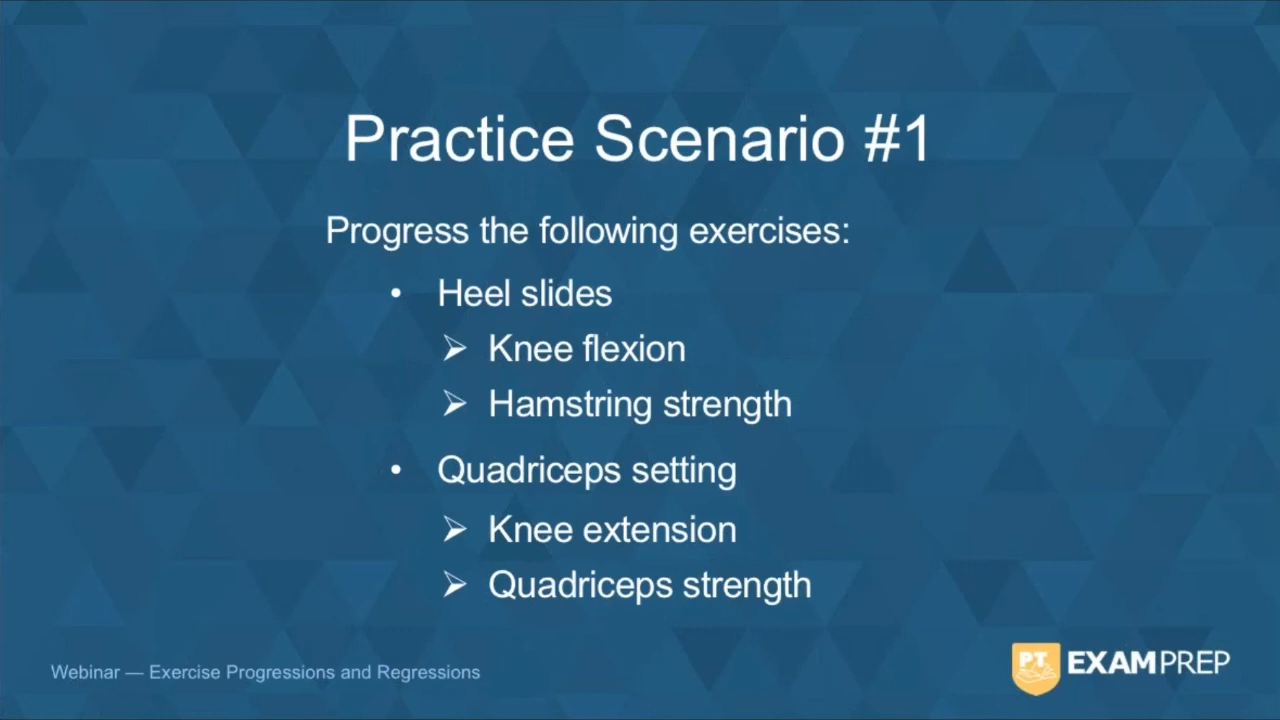 Practice Scenario #1
Progress the following exercises:
• Heel slides
➢ Knee flexion
➢ Hamstring strength
• Quadriceps setting
➢ Knee extension
➢ Quadriceps strength
Webinar — Exercise Progressions and Regressions
PT EXAMPREP